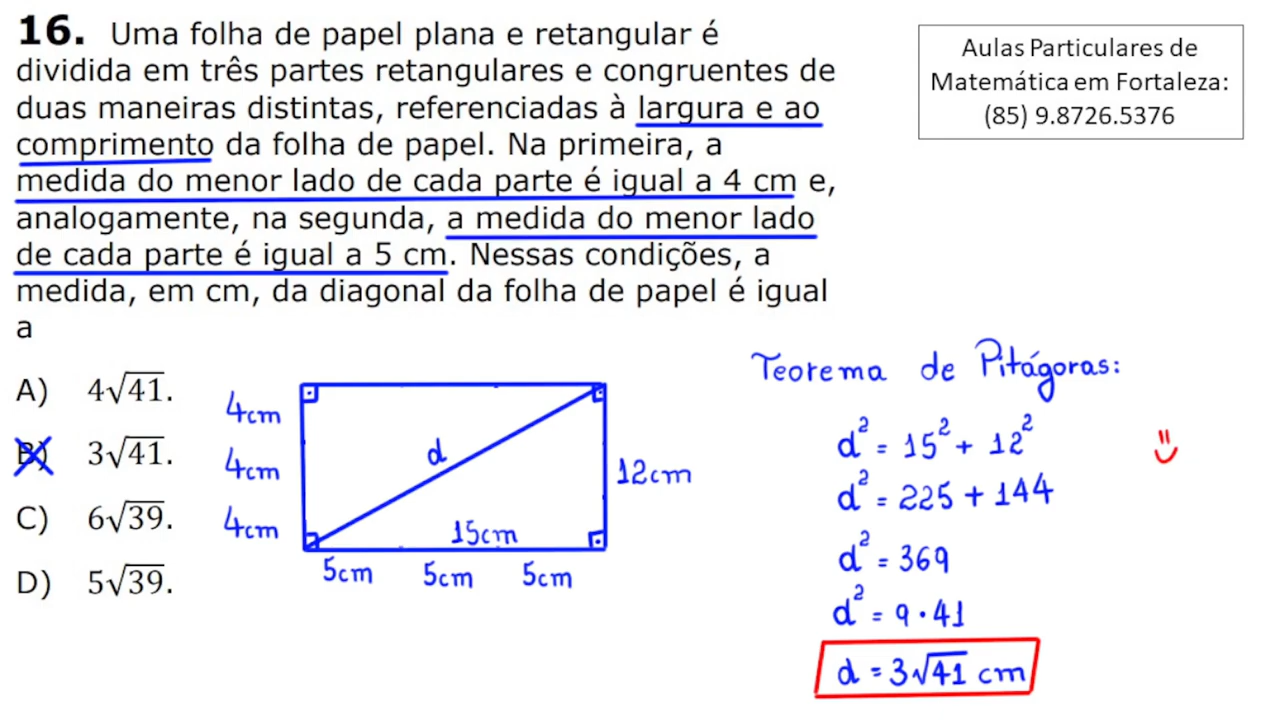 16. Uma folha de papel plana e retangular é
dividida em três partes retangulares e congruentes de
duas maneiras distintas, referenciadas à largura e ao
comprimento da folha de papel. Na primeira, a
medida do menor lado de cada parte é igual a 4 cm e,
analogamente, na segunda, a medida do menor lado
de cada parte é igual a 5 cm. Nessas condições, a
medida, em cm, da diagonal da folha de papel é igual
a
Aulas Particulares de
Matemática em Fortaleza:
(85) 9.8726.5376
A) 4√41.
B) 3√41.
C) 6√39.
D) 5√39.
4cm
4cm
4cm
d
12cm
15cm
5cm 5cm 5cm
Teorema de Pitágoras:
d² = 15² + 12²
d² = 225 + 144
d² = 369
d² = 9 · 41
d = 3√41 cm